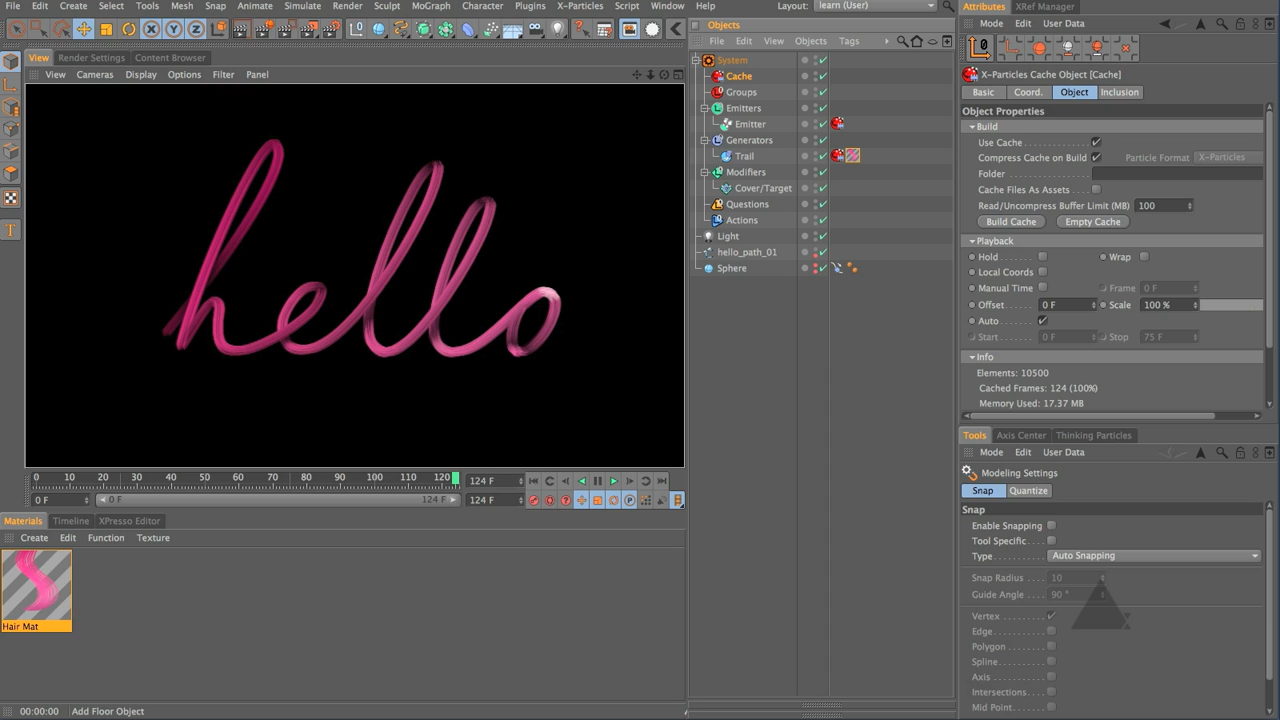 File Edit Create Select Tools Mesh Snap Animate Simulate Render Sculpt MoGraph Character Plugins X-Particles Script Window Help Layout: learn (User)
View Render Settings Content Browser
View Cameras Display Options Filter Panel
hello
0 10 20 30 40 50 60 70 80 90 100 110 120 124 F
0 F 0 F 124 F 124 F
Materials Timeline XPresso Editor
Create Edit Function Texture
Hair Mat
00:00:00 Add Floor Object
Objects
File Edit View Objects Tags
System
Cache
Groups
Emitters
Emitter
Generators
Trail
Modifiers
Cover/Target
Questions
Actions
Light
hello_path_01
Sphere
Attributes XRef Manager
Mode Edit User Data
X-Particles Cache Object [Cache]
Basic Coord. Object Inclusion
Object Properties
Build
Use Cache
Compress Cache on Build Particle Format X-Particles
Folder
Cache Files As Assets
Read/Uncompress Buffer Limit (MB) 100
Build Cache Empty Cache
Playback
Hold Wrap
Local Coords
Manual Time Frame 0 F
Offset 0 F Scale 100 %
Auto
Start 0 F Stop 75 F
Info
Elements: 10500
Cached Frames: 124 (100%)
Memory Used: 17.37 MB
Tools Axis Center Thinking Particles
Mode Edit User Data
Modeling Settings
Snap Quantize
Snap
Enable Snapping
Tool Specific
Type Auto Snapping
Snap Radius 10
Guide Angle 90 °
Vertex
Edge
Polygon
Spline
Axis
Intersections
Mid Point